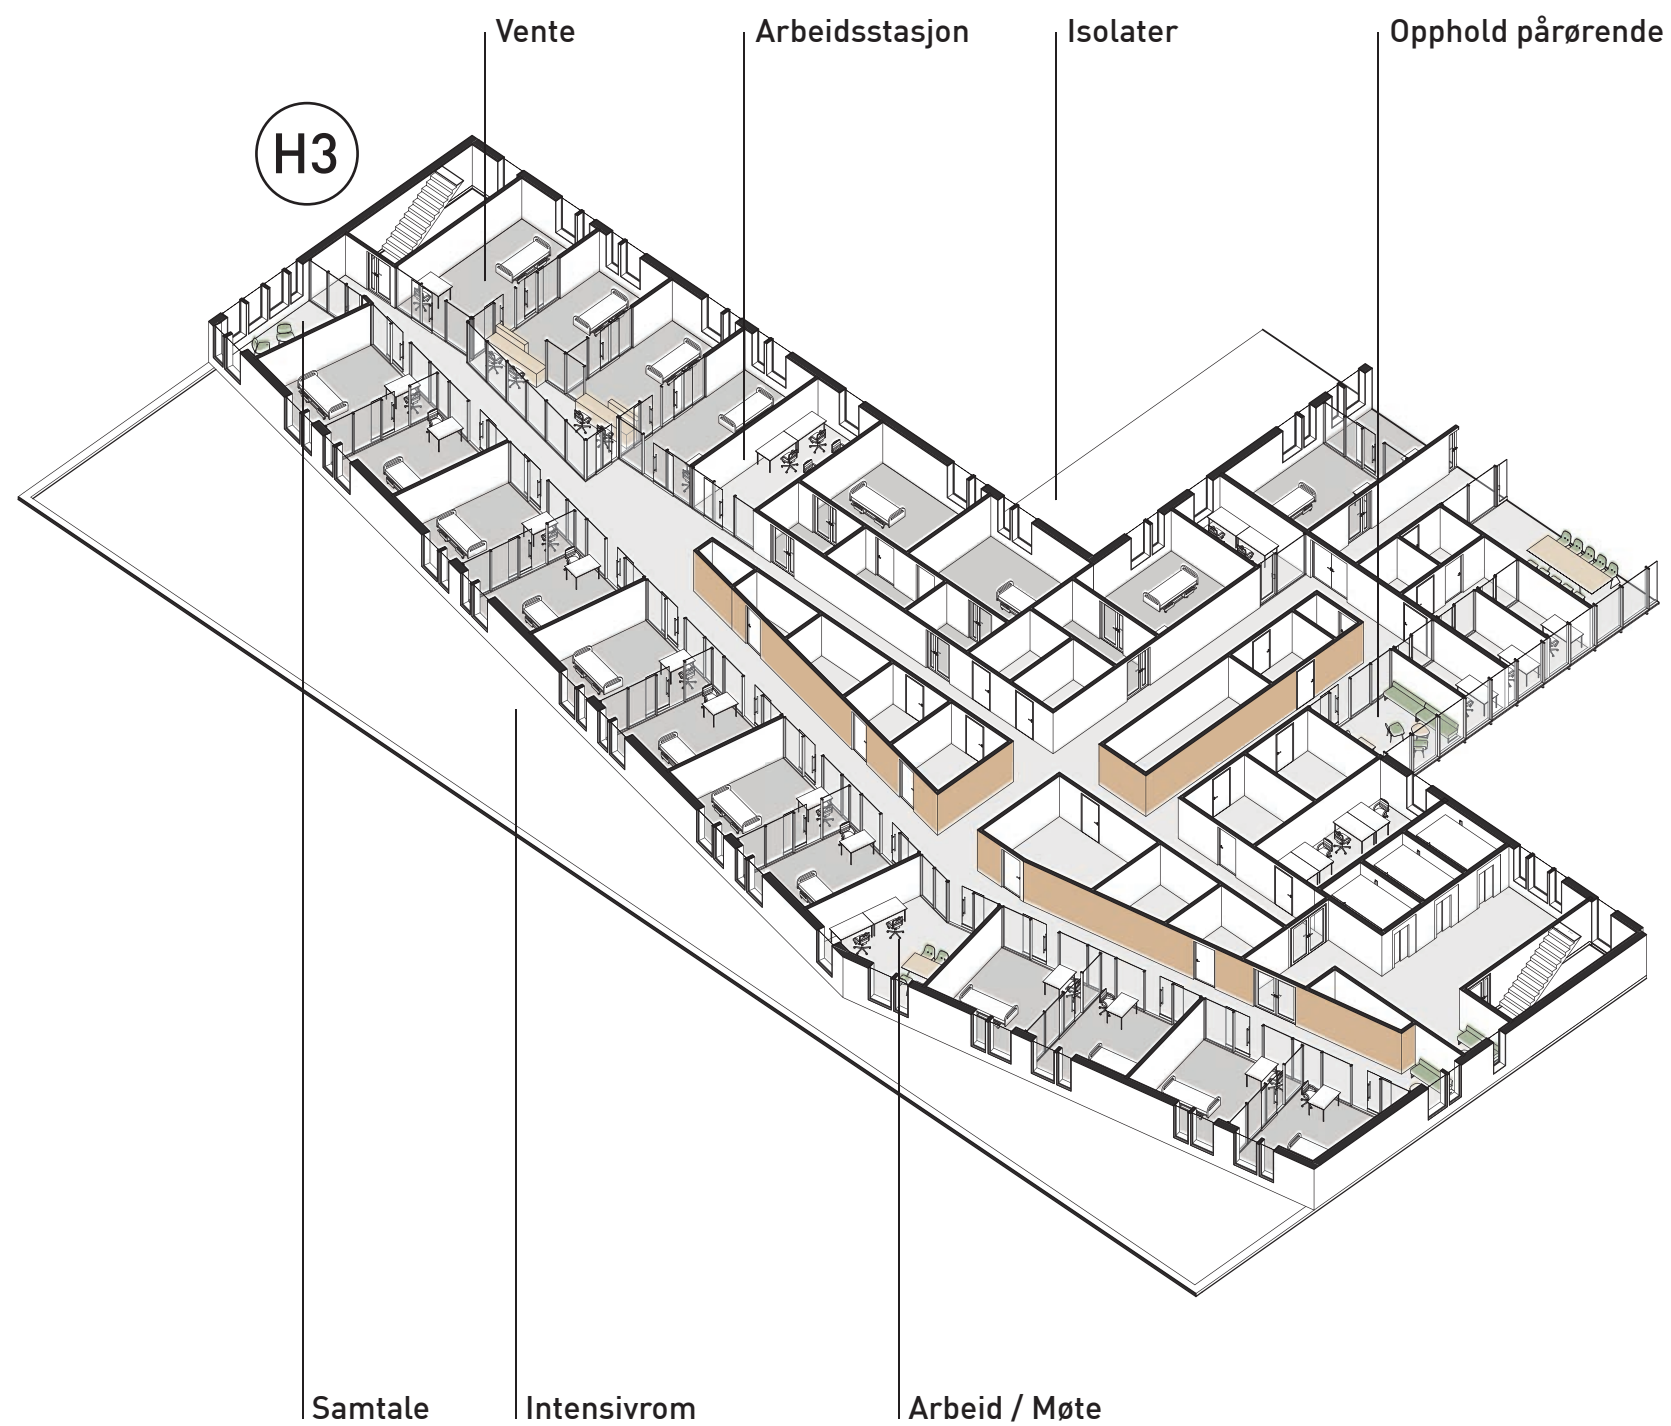 Vente
Arbeidsstasjon
Isolater
Opphold pårørende
H3
Samtale
Intensivrom
Arbeid / Møte